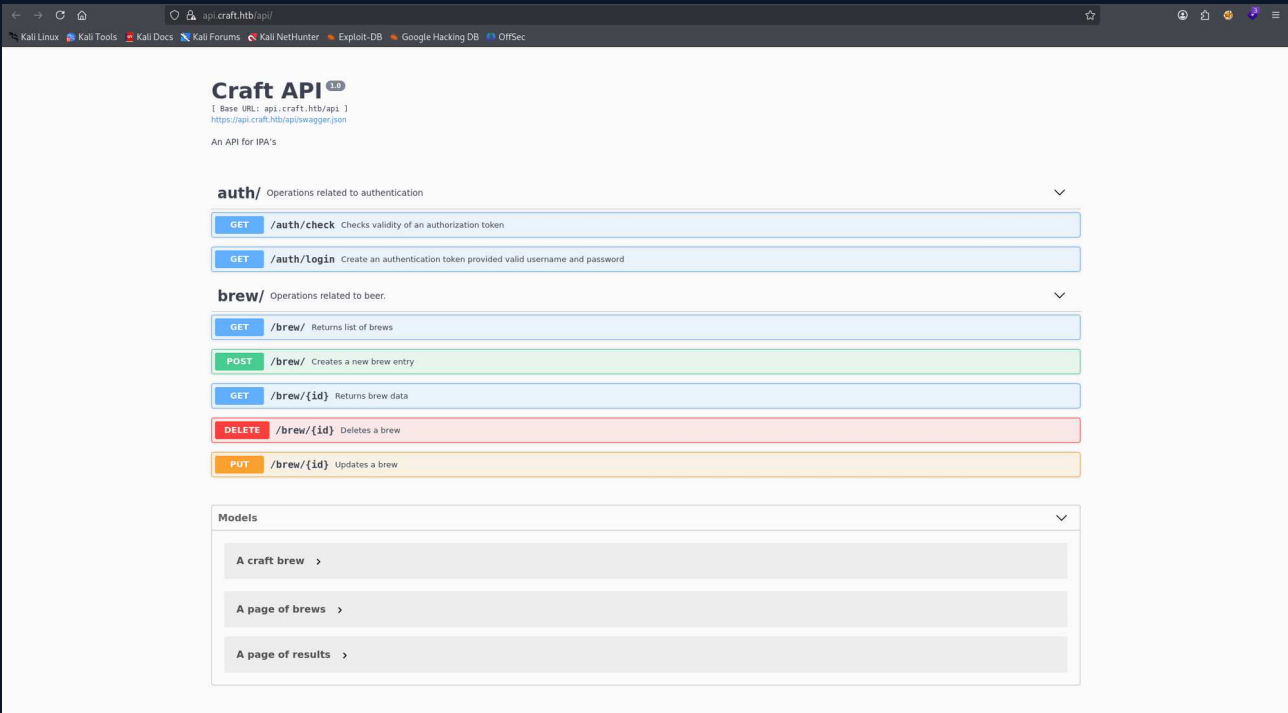 api.craft.htb/api/
3
Kali Linux Kali Tools Kali Docs Kali Forums Kali NetHunter Exploit-DB Google Hacking DB OffSec
Craft API 1.0
[ Base URL: api.craft.htb/api ]
https://api.craft.htb/api/swagger.json
An API for IPA's
auth/ Operations related to authentication
GET /auth/check Checks validity of an authorization token
GET /auth/login Create an authentication token provided valid username and password
brew/ Operations related to beer.
GET /brew/ Returns list of brews
POST /brew/ Creates a new brew entry
GET /brew/{id} Returns brew data
DELETE /brew/{id} Deletes a brew
PUT /brew/{id} Updates a brew
Models
A craft brew
A page of brews
A page of results